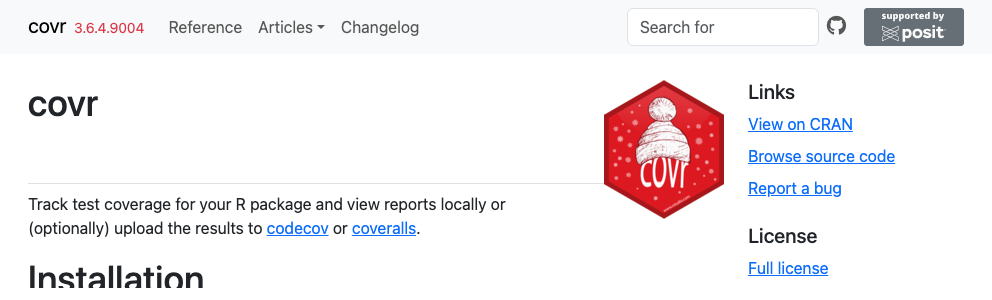 covr 3.6.4.9004 Reference Articles Changelog Search for supported by posit
covr
covr
Track test coverage for your R package and view reports locally or
(optionally) upload the results to codecov or coveralls.
Installation
Links
View on CRAN
Browse source code
Report a bug
License
Full license